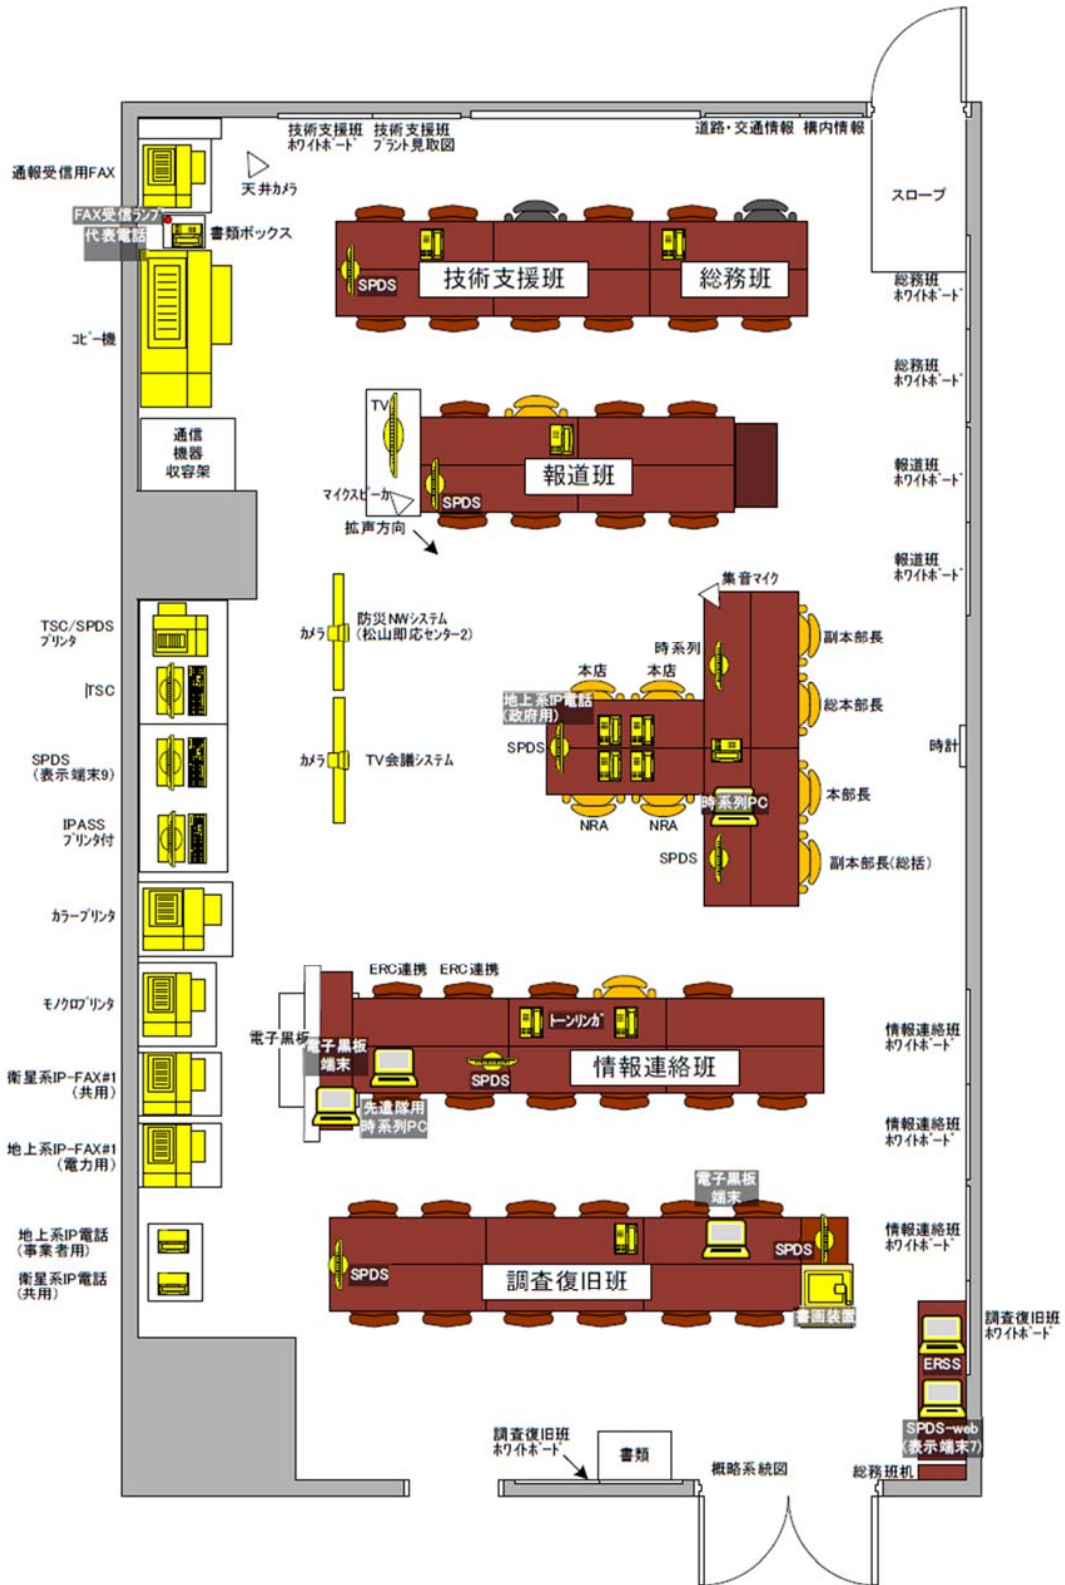 技術支援班
ホワイトボード
技術支援班
プラント見取図
道路・交通情報
構内情報
通報受信用FAX
天井カメラ
スロープ
FAX受信ランプ
代表電話
書類ボックス
SPDS
技術支援班
総務班
総務班
ホワイトボード
コピー機
総務班
ホワイトボード
TV
通信
機器
収容架
報道班
SPDS
報道班
ホワイトボード
マイクスピーカ
拡声方向
報道班
ホワイトボード
集音マイク
TSC/SPDS
プリンタ
カメラ
防災NWシステム
(松山即応センター2)
時系列
副本部長
本店
本店
TSC
地上系IP電話
(政府用)
総本部長
SPDS
(表示端末9)
カメラ
TV会議システム
SPDS
時計
時系列PC
本部長
IPASS
プリンタ付
NRA
NRA
SPDS
副本部長(総括)
カラープリンタ
ERC連携
ERC連携
モノクロプリンタ
電子黒板
電子黒板
端末
トーンリンガ
情報連絡班
ホワイトボード
SPDS
情報連絡班
衛星系IP-FAX#1
(共用)
先遣隊用
時系列PC
情報連絡班
ホワイトボード
地上系IP-FAX#1
(電力用)
電子黒板
端末
地上系IP電話
(事業者用)
SPDS
情報連絡班
ホワイトボード
衛星系IP電話
(共用)
SPDS
調査復旧班
書画装置
調査復旧班
ホワイトボード
ERSS
SPDS-web
(表示端末7)
調査復旧班
ホワイトボード
書類
概略系統図
総務班机